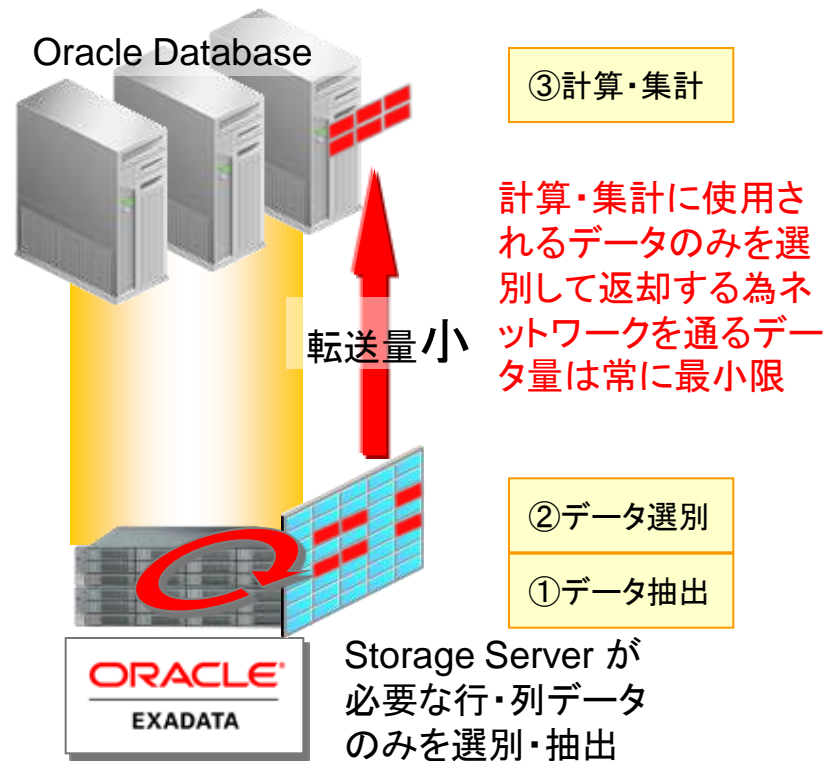 Oracle Database
③計算・集計
計算・集計に使用さ
れるデータのみを選
別して返却する為ネ
ットワークを通るデー
タ量は常に最小限
転送量小
②データ選別
①データ抽出
ORACLE
EXADATA
Storage Server が
必要な行・列データ
のみを選別・抽出